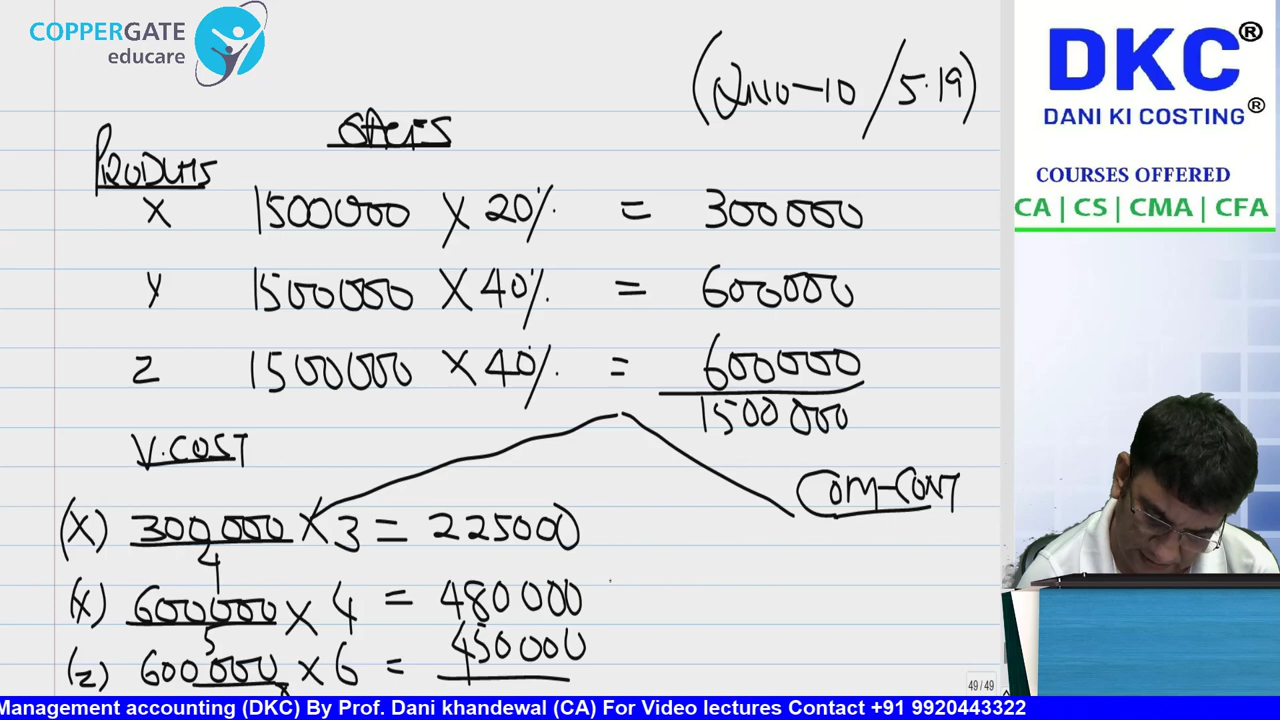 COPPERGATE
educare
(QNO-10 / 5.19)
DKC®
DANI KI COSTING®
COURSES OFFERED
CA | CS | CMA | CFA
PRODUCTS
X 1500000 X 20% = 300000
Y 1500000 X 40% = 600000
Z 1500000 X 40% = 600000
1500000
V.COST
COM-CONT
(X) 300000 X 3 = 225000
4
600000 X 4 = 480000
5
(Z) 600000 X 6 = 450000
49 / 49
Management accounting (DKC) By Prof. Dani khandewal (CA) For Video lectures Contact +91 9920443322